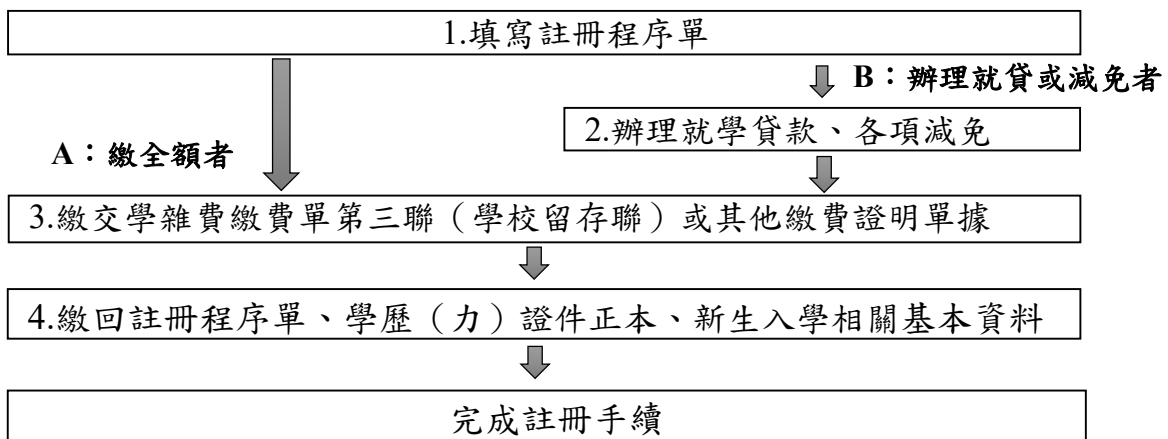 1.填寫註冊程序單
B：辦理就貸或減免者
2.辦理就學貸款、各項減免
A：繳全額者
3.繳交學雜費繳費單第三聯（學校留存聯）或其他繳費證明單據
4.繳回註冊程序單、學歷（力）證件正本、新生入學相關基本資料
完成註冊手續